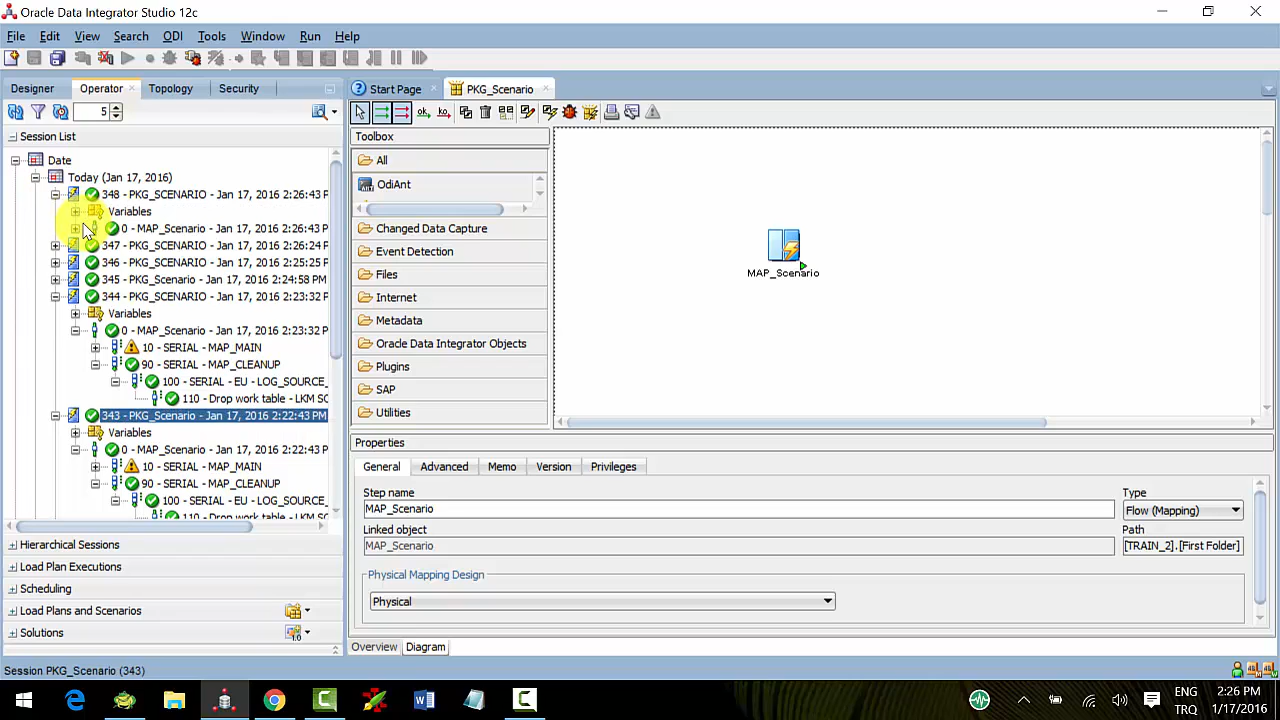 Oracle Data Integrator Studio 12c
File Edit View Search ODI Tools Window Run Help
Designer Operator Topology Security
Start Page PKG_Scenario
5
Session List
Date
Today (Jan 17, 2016)
348 - PKG_SCENARIO - Jan 17, 2016 2:26:43 P
Variables
0 - MAP_Scenario - Jan 17, 2016 2:26:43 P
347 - PKG_SCENARIO - Jan 17, 2016 2:26:24 P
346 - PKG_SCENARIO - Jan 17, 2016 2:25:25 P
345 - PKG_Scenario - Jan 17, 2016 2:24:58 PM
344 - PKG_SCENARIO - Jan 17, 2016 2:23:32 P
Variables
0 - MAP_Scenario - Jan 17, 2016 2:23:32 P
10 - SERIAL - MAP_MAIN
90 - SERIAL - MAP_CLEANUP
100 - SERIAL - EU - LOG_SOURCE_
110 - Drop work table - LKM SC
343 - PKG_Scenario - Jan 17, 2016 2:22:43 PM
Variables
0 - MAP_Scenario - Jan 17, 2016 2:22:43 P
10 - SERIAL - MAP_MAIN
90 - SERIAL - MAP_CLEANUP
100 - SERIAL - EU - LOG_SOURCE_
110 - Drop work table - LKM SC
Hierarchical Sessions
Load Plan Executions
Scheduling
Load Plans and Scenarios
Solutions
ok ko
Toolbox
All
OdiAnt
Changed Data Capture
Event Detection
Files
Internet
Metadata
Oracle Data Integrator Objects
Plugins
SAP
Utilities
MAP_Scenario
Properties
General Advanced Memo Version Privileges
Step name
MAP_Scenario
Type
Flow (Mapping)
Linked object
MAP_Scenario
Path
[TRAIN_2].[First Folder]
Physical Mapping Design
Physical
Overview Diagram
Session PKG_Scenario (343)
ENG
TRQ
2:26 PM
1/17/2016